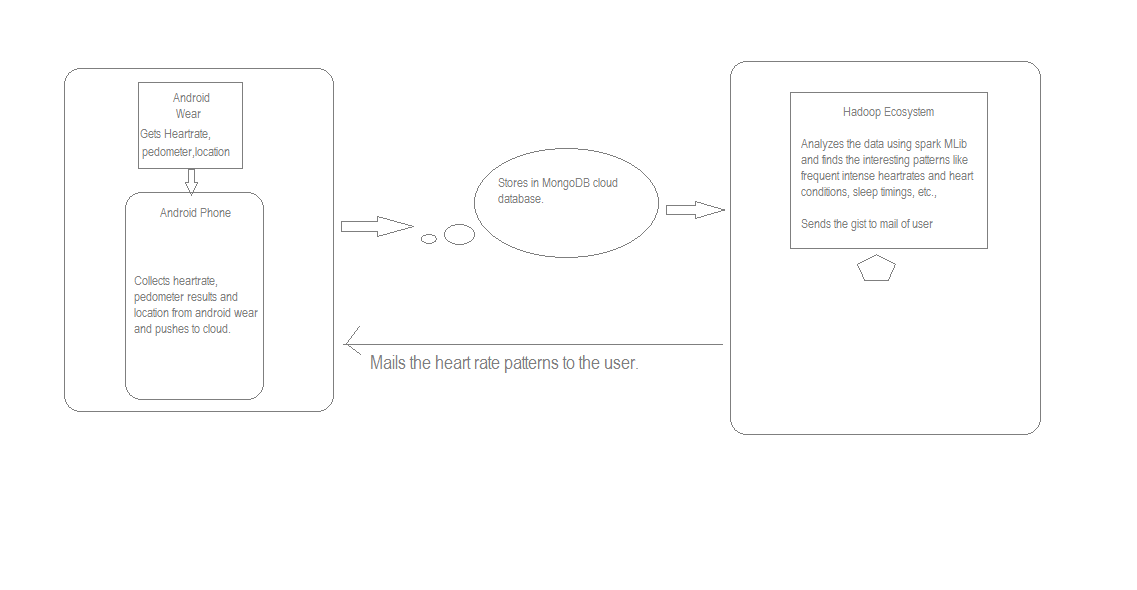 Android
Wear
Gets Heartrate,
pedometer,location
Android Phone
Collects heartrate,
pedometer results and
location from android wear
and pushes to cloud.
Stores in MongoDB cloud
database.
Hadoop Ecosystem
Analyzes the data using spark MLib
and finds the interesting patterns like
frequent intense heartrates and heart
conditions, sleep timings, etc.,
Sends the gist to mail of user
Mails the heart rate patterns to the user.